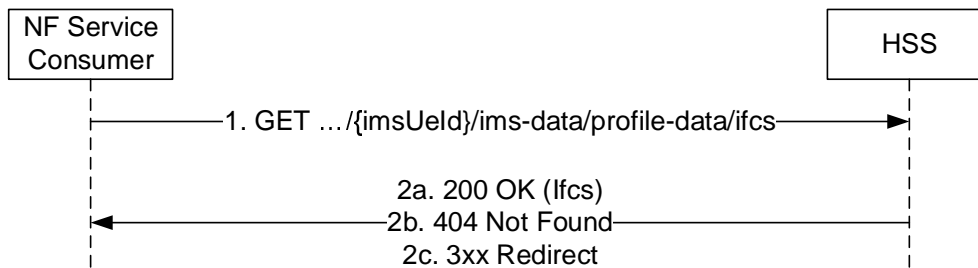 NF Service
Consumer
HSS
1. GET …/{imsUeId}/ims-data/profile-data/ifcs
2a. 200 OK (Ifcs)
2b. 404 Not Found
2c. 3xx Redirect